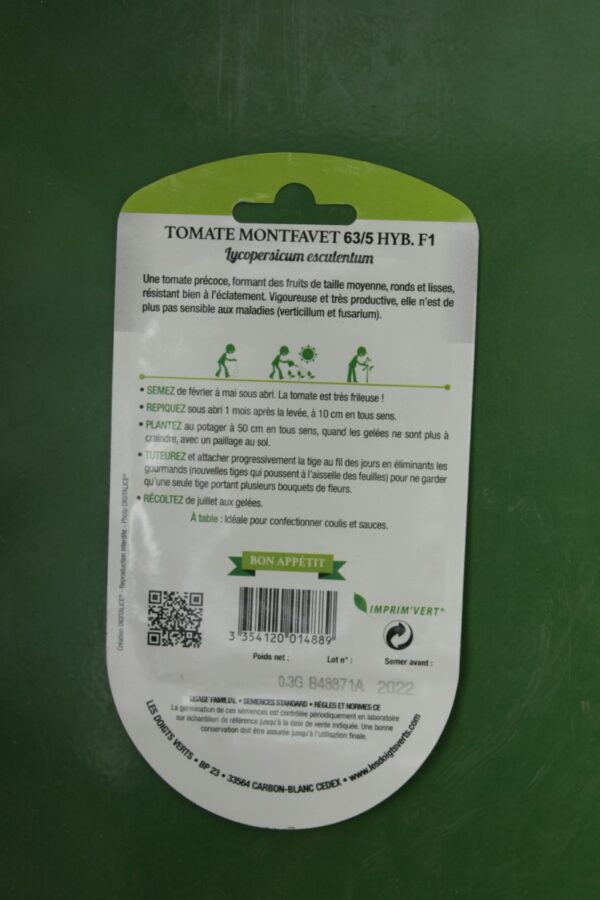 TOMATE MONTFAVET 63/5 HYB. F1
Lycopersicum esculentum
Une tomate précoce, formant des fruits de taille moyenne, ronds et lisses,
résistant bien à l'éclatement. Vigoureuse et très productive, elle n'est de
plus pas sensible aux maladies (verticillum et fusarium).
• SEMEZ de février à mai sous abri. La tomate est très frileuse !
• REPIQUEZ sous abri 1 mois après la levée, à 10 cm en tous sens.
• PLANTEZ au potager à 50 cm en tous sens, quand les gelées ne sont plus à
craindre, avec un paillage au sol.
• TUTEUREZ et attacher progressivement la tige au fil des jours en éliminants les
gourmands (nouvelles tiges qui poussent à l'aisselle des feuilles) pour ne garder
qu'une seule tige portant plusieurs bouquets de fleurs.
• RÉCOLTEZ de juillet aux gelées.
À table : Idéale pour confectionner coulis et sauces.
BON APPÉTIT
Création DIGITALICE® - Reproduction interdite - Photo DIGITALICE®
IMPRIM'VERT®
3 354120 014889
Poids net : Lot n° : Semer avant :
0.3G B48871A 2022
USAGE FAMILIAL • SEMENCES STANDARD • RÈGLES ET NORMES CE
La germination de ces semences est contrôlée périodiquement en laboratoire
sur échantillon de référence jusqu'à la date de vente indiquée. Une bonne
conservation doit être assurée jusqu'à l'utilisation finale.
LES DOIGTS VERTS • BP 23 • 33564 CARBON-BLANC CEDEX • www.lesdoigtsverts.com